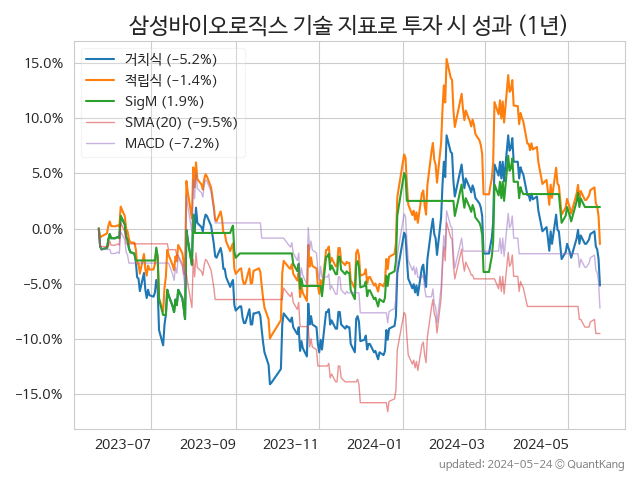 삼성바이오로직스 기술 지표로 투자 시 성과 (1년)
거치식 (−5.2%)
적립식 (−1.4%)
SigM (1.9%)
SMA(20) (−9.5%)
MACD (−7.2%)
15.0%
10.0%
5.0%
0.0%
−5.0%
−10.0%
−15.0%
2023-07 2023-09 2023-11 2024-01 2024-03 2024-05
updated: 2024-05-24 © QuantKang